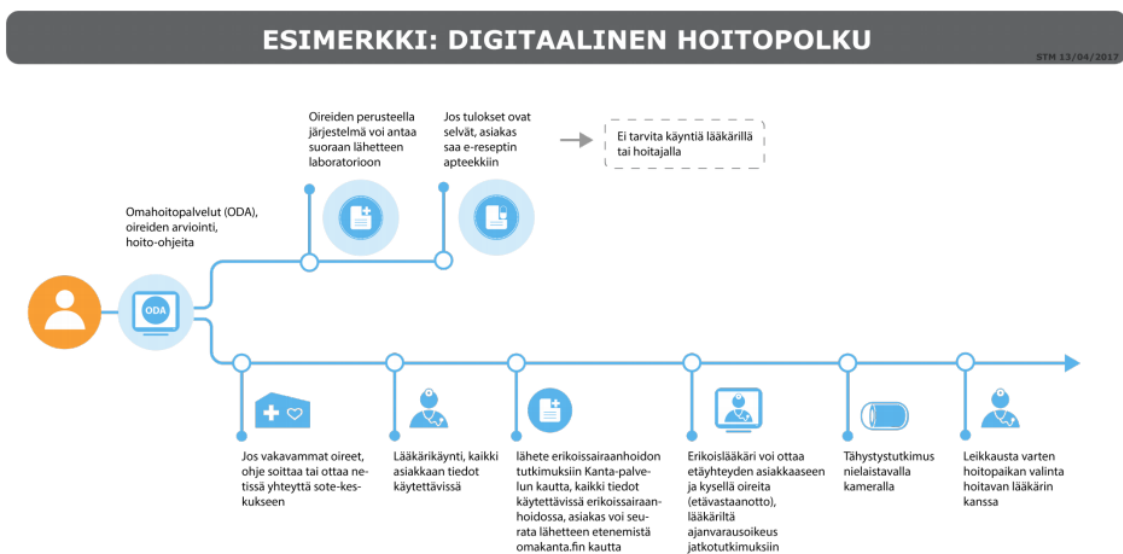 ESIMERKKI: DIGITAALINEN HOITOPOLKU
STM 13/04/2017
Oireiden perusteella
järjestelmä voi antaa
suoraan lähetteen
laboratorioon
Jos tulokset ovat
selvät, asiakas
saa e-reseptin
apteekkiin
Ei tarvita käyntiä lääkärillä
tai hoitajalla
Omahoitopalvelut (ODA),
oireiden arviointi,
hoito-ohjeita
ODA
Jos vakavammat oireet,
ohje soittaa tai ottaa ne-
tissä yhteyttä sote-kes-
kukseen
Lääkärikäynti, kaikki
asiakkaan tiedot
käytettävissä
lähete erikoissairaanhoidon
tutkimuksiin Kanta-palve-
lun kautta, kaikki tiedot
käytettävissä erikoissairaan-
hoidossa, asiakas voi seu-
rata lähetteen etenemistä
omakanta.fin kautta
Erikoislääkäri voi ottaa
etäyhteyden asiakkaaseen
ja kysellä oireita
(etävastaanotto),
lääkäriltä
ajanvarausoikeus
jatkotutkimuksiin
Tähystystutkimus
nielaistavalla
kameralla
Leikkausta varten
hoitopaikan valinta
hoitavan lääkärin
kanssa